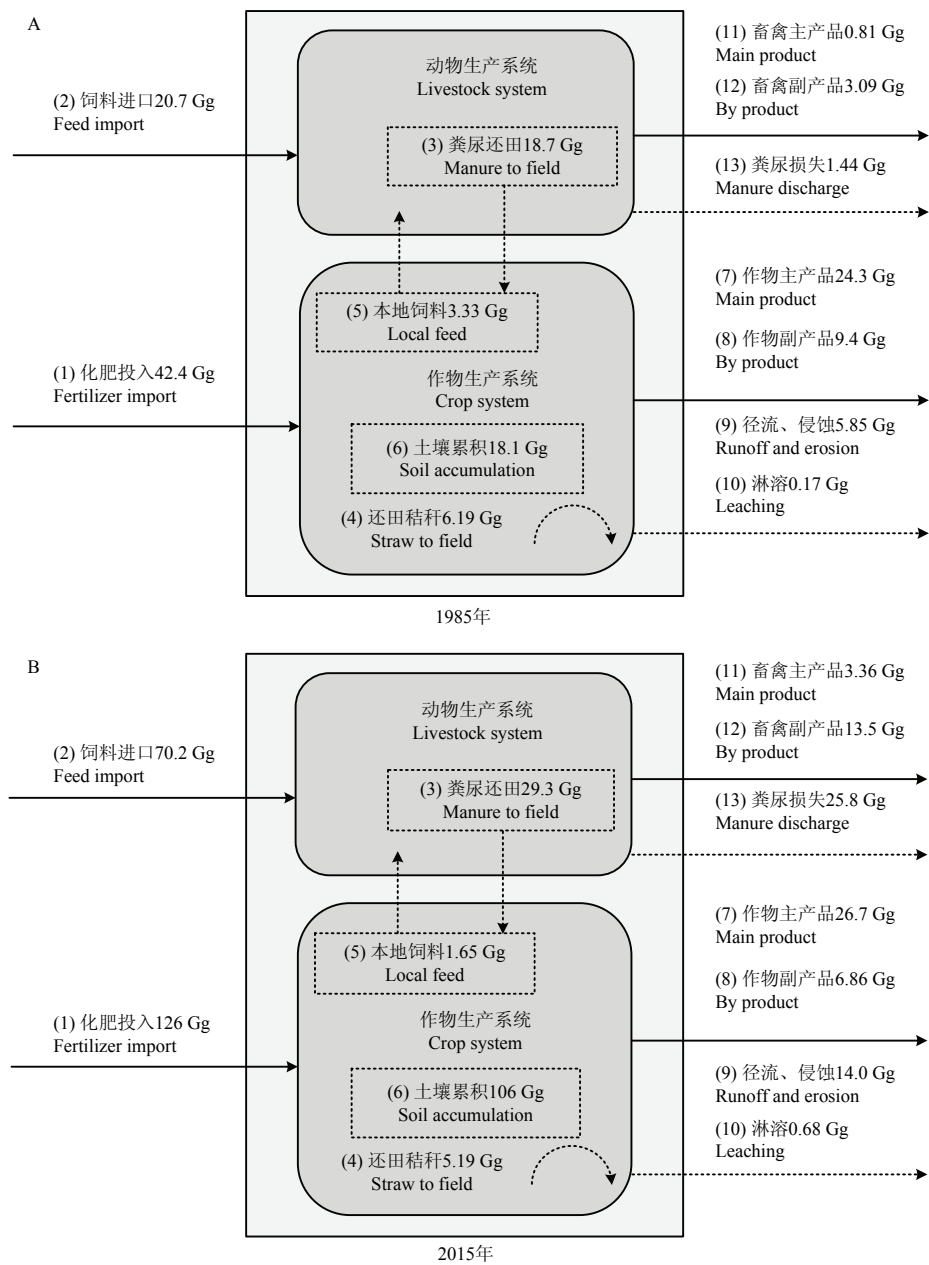 A
动物生产系统
Livestock system
(2) 饲料进口20.7 Gg
Feed import
(3) 粪尿还田18.7 Gg
Manure to field
(11) 畜禽主产品0.81 Gg
Main product
(12) 畜禽副产品3.09 Gg
By product
(13) 粪尿损失1.44 Gg
Manure discharge
(5) 本地饲料3.33 Gg
Local feed
(1) 化肥投入42.4 Gg
Fertilizer import
作物生产系统
Crop system
(6) 土壤累积18.1 Gg
Soil accumulation
(4) 还田秸秆6.19 Gg
Straw to field
(7) 作物主产品24.3 Gg
Main product
(8) 作物副产品9.4 Gg
By product
(9) 径流、侵蚀5.85 Gg
Runoff and erosion
(10) 淋溶0.17 Gg
Leaching
1985年
B
动物生产系统
Livestock system
(2) 饲料进口70.2 Gg
Feed import
(3) 粪尿还田29.3 Gg
Manure to field
(11) 畜禽主产品3.36 Gg
Main product
(12) 畜禽副产品13.5 Gg
By product
(13) 粪尿损失25.8 Gg
Manure discharge
(5) 本地饲料1.65 Gg
Local feed
(1) 化肥投入126 Gg
Fertilizer import
作物生产系统
Crop system
(6) 土壤累积106 Gg
Soil accumulation
(4) 还田秸秆5.19 Gg
Straw to field
(7) 作物主产品26.7 Gg
Main product
(8) 作物副产品6.86 Gg
By product
(9) 径流、侵蚀14.0 Gg
Runoff and erosion
(10) 淋溶0.68 Gg
Leaching
2015年